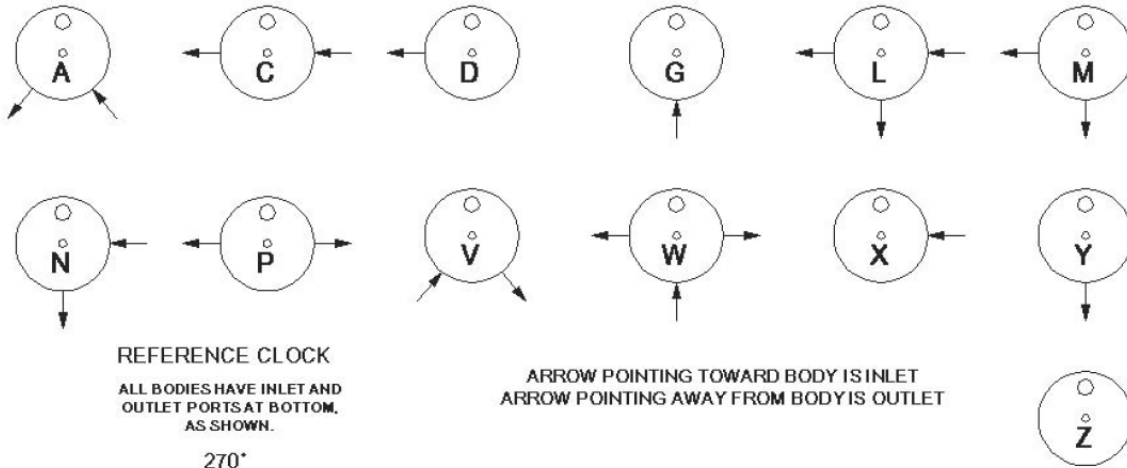 A C D G L M
N P V W X Y
REFERENCE CLOCK
ALL BODIES HAVE INLET AND
OUTLET PORTS AT BOTTOM,
AS SHOWN.
270°
ARROW POINTING TOWARD BODY IS INLET
ARROW POINTING AWAY FROM BODY IS OUTLET
Z